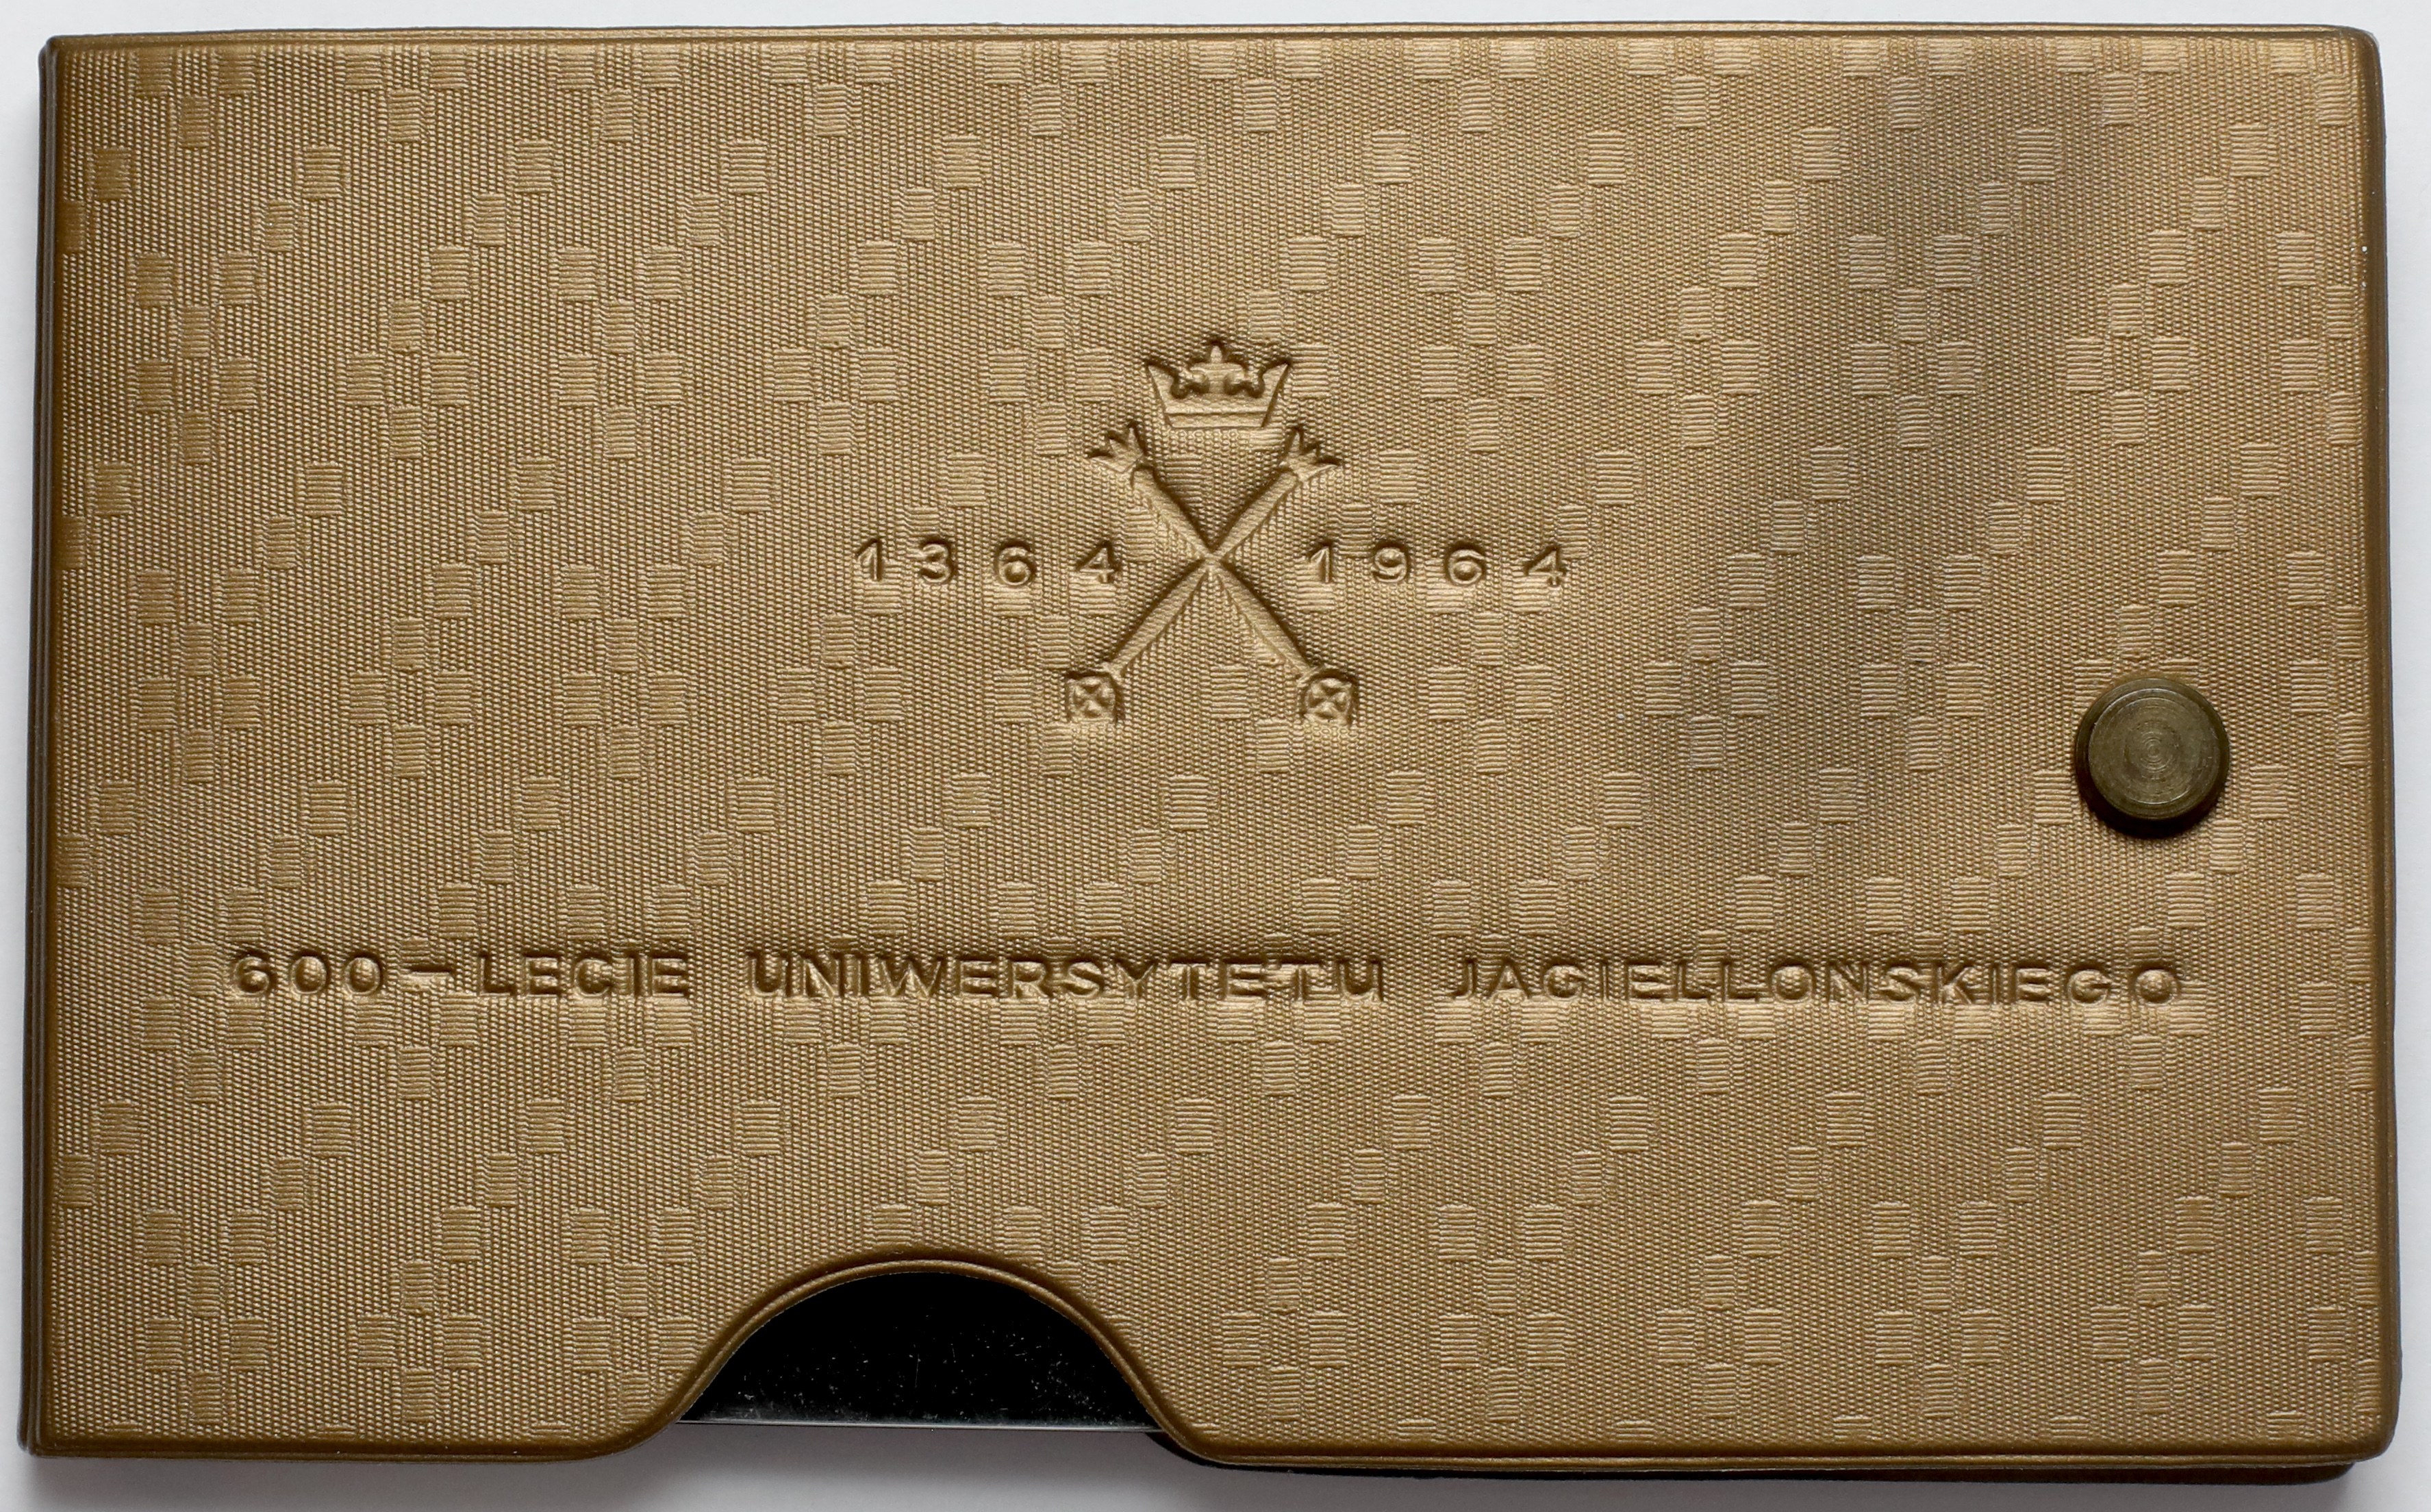 1364 1964
600-LECIE UNIWERSYTETU JAGIELLONSKIEGO